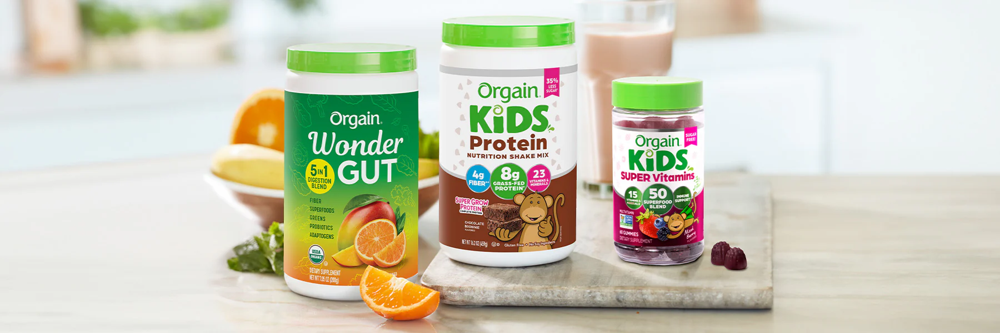 Orgain
Wonder
GUT
5 IN 1
DIGESTION
BLEND
FIBER
SUPERFOODS
GREENS
PROBIOTICS
ADAPTOGENS
USDA
ORGANIC
DIETARY SUPPLEMENT
NET WT 7.05 OZ (200g)
35%
LESS
SUGAR
Orgain
KiDS
Protein
NUTRITION SHAKE MIX
4g
FIBER**
8g
GRASS-FED
PROTEIN*
23
VITAMINS &
MINERALS
SUPER GROW
PROTEIN
COMPLETE PROTEIN
CHOCOLATE
BROWNIE
FLAVORED
NET WT 16.2 OZ (459g)
U D
Gluten Free • No Soy Ingredients
SUGAR
FREE!
Orgain
KiDS
SUPER Vitamins
15
VITAMINS &
MINERALS
50
SUPERFOOD
BLEND
IMMUNE
SUPPORT
MULTIVITAMIN
NON
GMO
60 GUMMIES
DIETARY SUPPLEMENT
Mixed
Berry